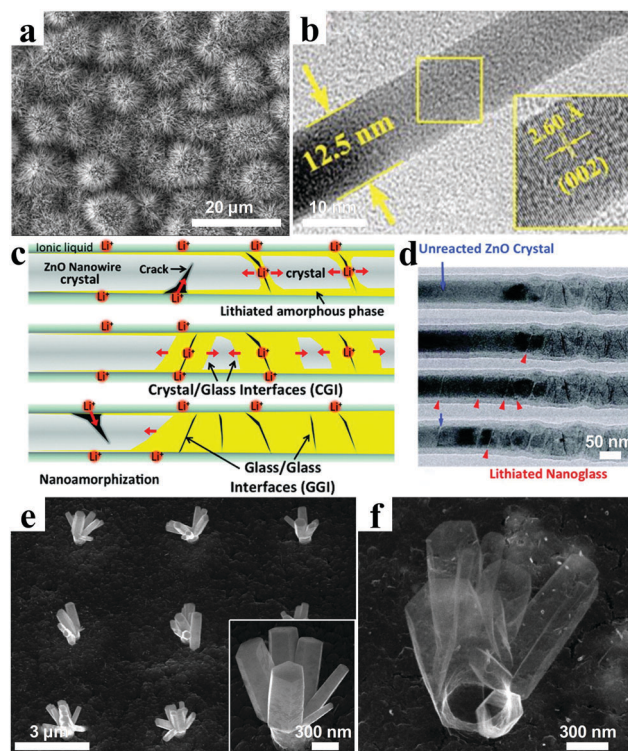 a
20 µm
b
12.5 nm
10 nm
2.60 Å
(002)
c
Ionic liquid
Li⁺ Li⁺ Li⁺ Li⁺
ZnO Nanowire
crystal
Crack
Li⁺ crystal Li⁺
Li⁺ Li⁺
Lithiated amorphous phase
Li⁺ Li⁺
Li⁺ Li⁺ Li⁺
Li⁺ Li⁺
Crystal/Glass Interfaces (CGI)
Li⁺ Li⁺
Li⁺ Li⁺
Nanoamorphization
Glass/Glass
Interfaces (GGI)
d
Unreacted ZnO Crystal
50 nm
Lithiated Nanoglass
e
3 µm
300 nm
f
300 nm